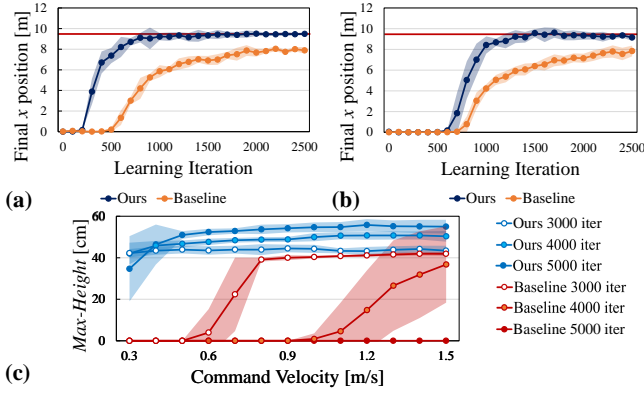 Final x position [m]
12
10
8
6
4
2
0
0 500 1000 1500 2000 2500
Learning Iteration
(a)
Ours Baseline
Final x position [m]
12
10
8
6
4
2
0
0 500 1000 1500 2000 2500
Learning Iteration
(b)
Ours Baseline
Max-Height [cm]
60
40
20
0
0.3 0.6 0.9 1.2 1.5
Command Velocity [m/s]
(c)
Ours 3000 iter
Ours 4000 iter
Ours 5000 iter
Baseline 3000 iter
Baseline 4000 iter
Baseline 5000 iter